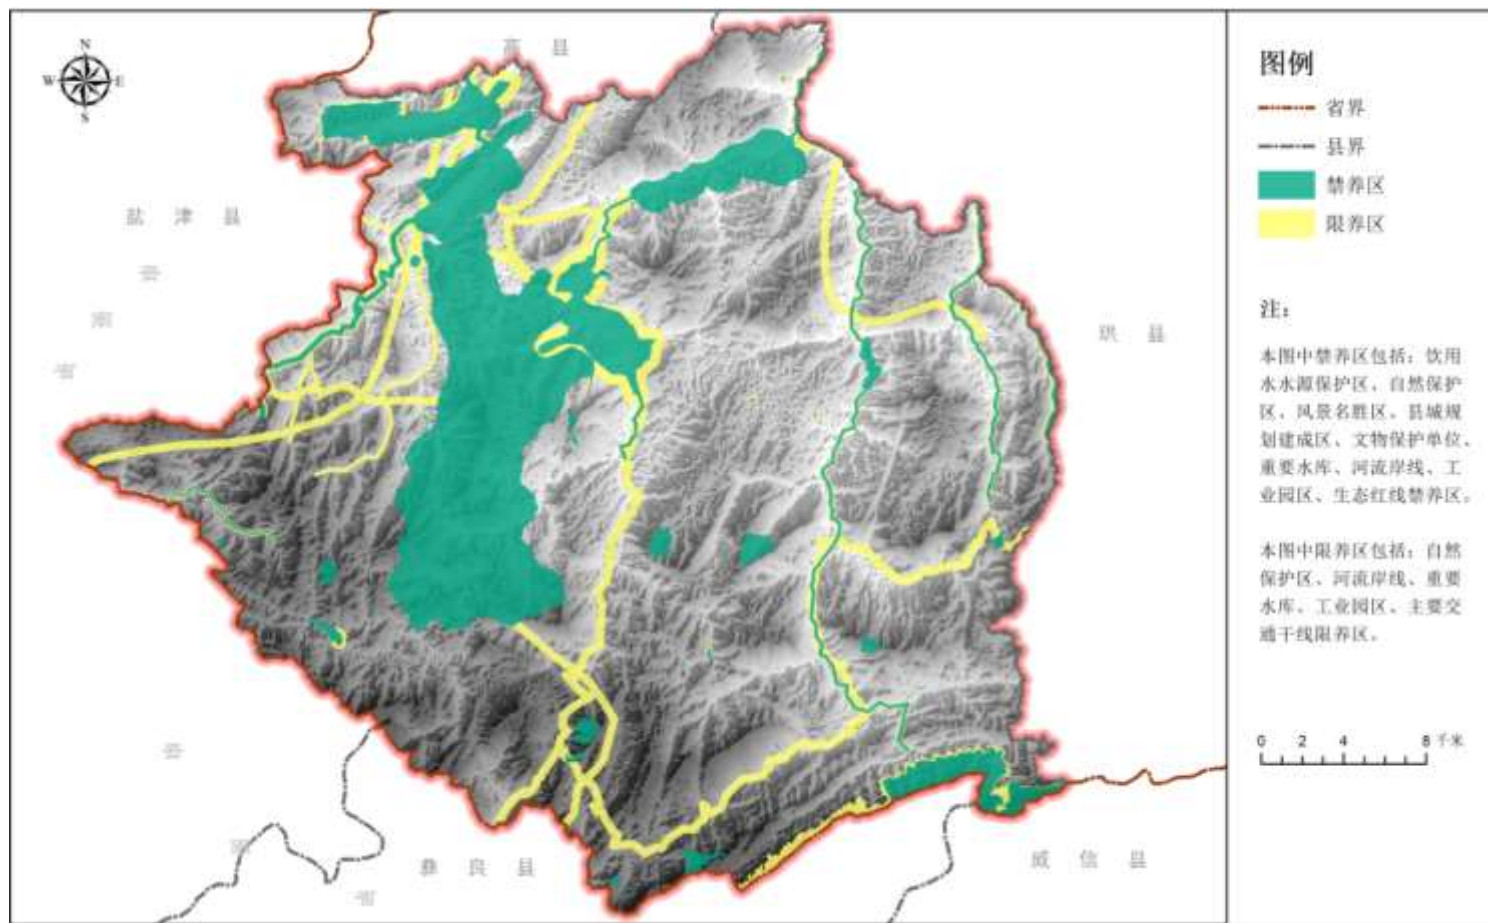 N
W E
S
高 县
盐 津 县
云
南
省
珙 县
云
南
省
彝 良 县
威 信 县
图例
省界
县界
禁养区
限养区
注：
本图中禁养区包括：饮用
水水源保护区、自然保护
区、风景名胜区、县城规
划建成区、文物保护单位、
重要水库、河流岸线、工
业园区、生态红线禁养区。
本图中限养区包括：自然
保护区、河流岸线、重要
水库、工业园区、主要交
通干线限养区。
0 2 4 8 千米